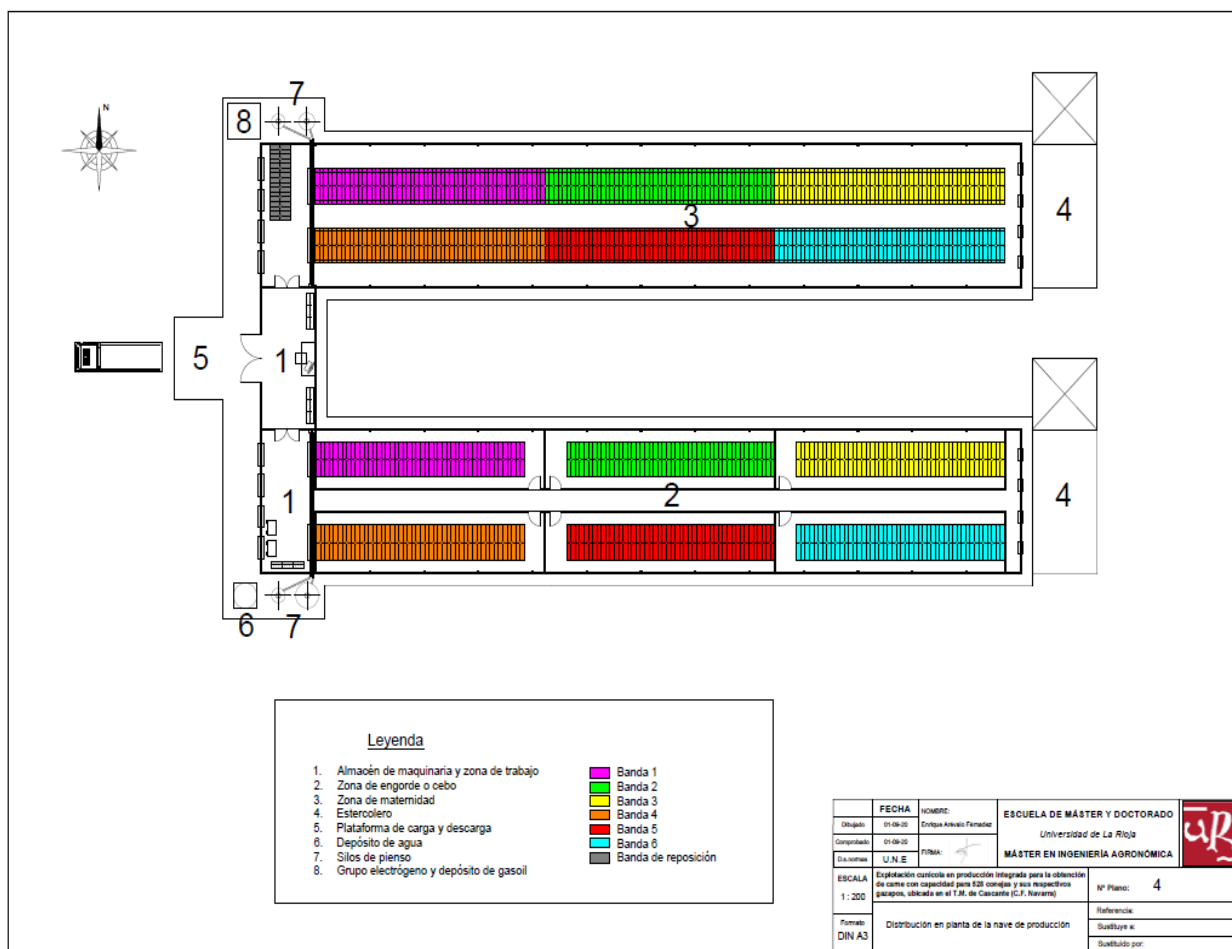 N
7
8
3
4
5
1
1
2
4
6
7
Leyenda
1. Almacén de maquinaria y zona de trabajo
2. Zona de engorde o cebo
3. Zona de maternidad
4. Estercolero
5. Plataforma de carga y descarga
6. Depósito de agua
7. Silos de pienso
8. Grupo electrógeno y depósito de gasoil
Banda 1
Banda 2
Banda 3
Banda 4
Banda 5
Banda 6
Banda de reposición
FECHA
NOMBRE:
Dibujado 01-09-20 Enrique Arévalo
Comprobado 01-09-20
FIRMA:
U.N.E
ESCUELA DE MÁSTER Y DOCTORADO
Universidad de La Rioja
MÁSTER EN INGENIERÍA AGRONÓMICA
uR
ESCALA
1 : 200
Explotación cunícola en producción integrada para la obtención
de carne con capacidad para 528 conejas y sus respectivos
gazapos, ubicada en el T.M. de Cascante (C.F. Navarra)
Nº Plano: 4
Formato
DIN A3
Distribución en planta de la nave de producción
Referencia:
Sustituye a:
Sustituido por: